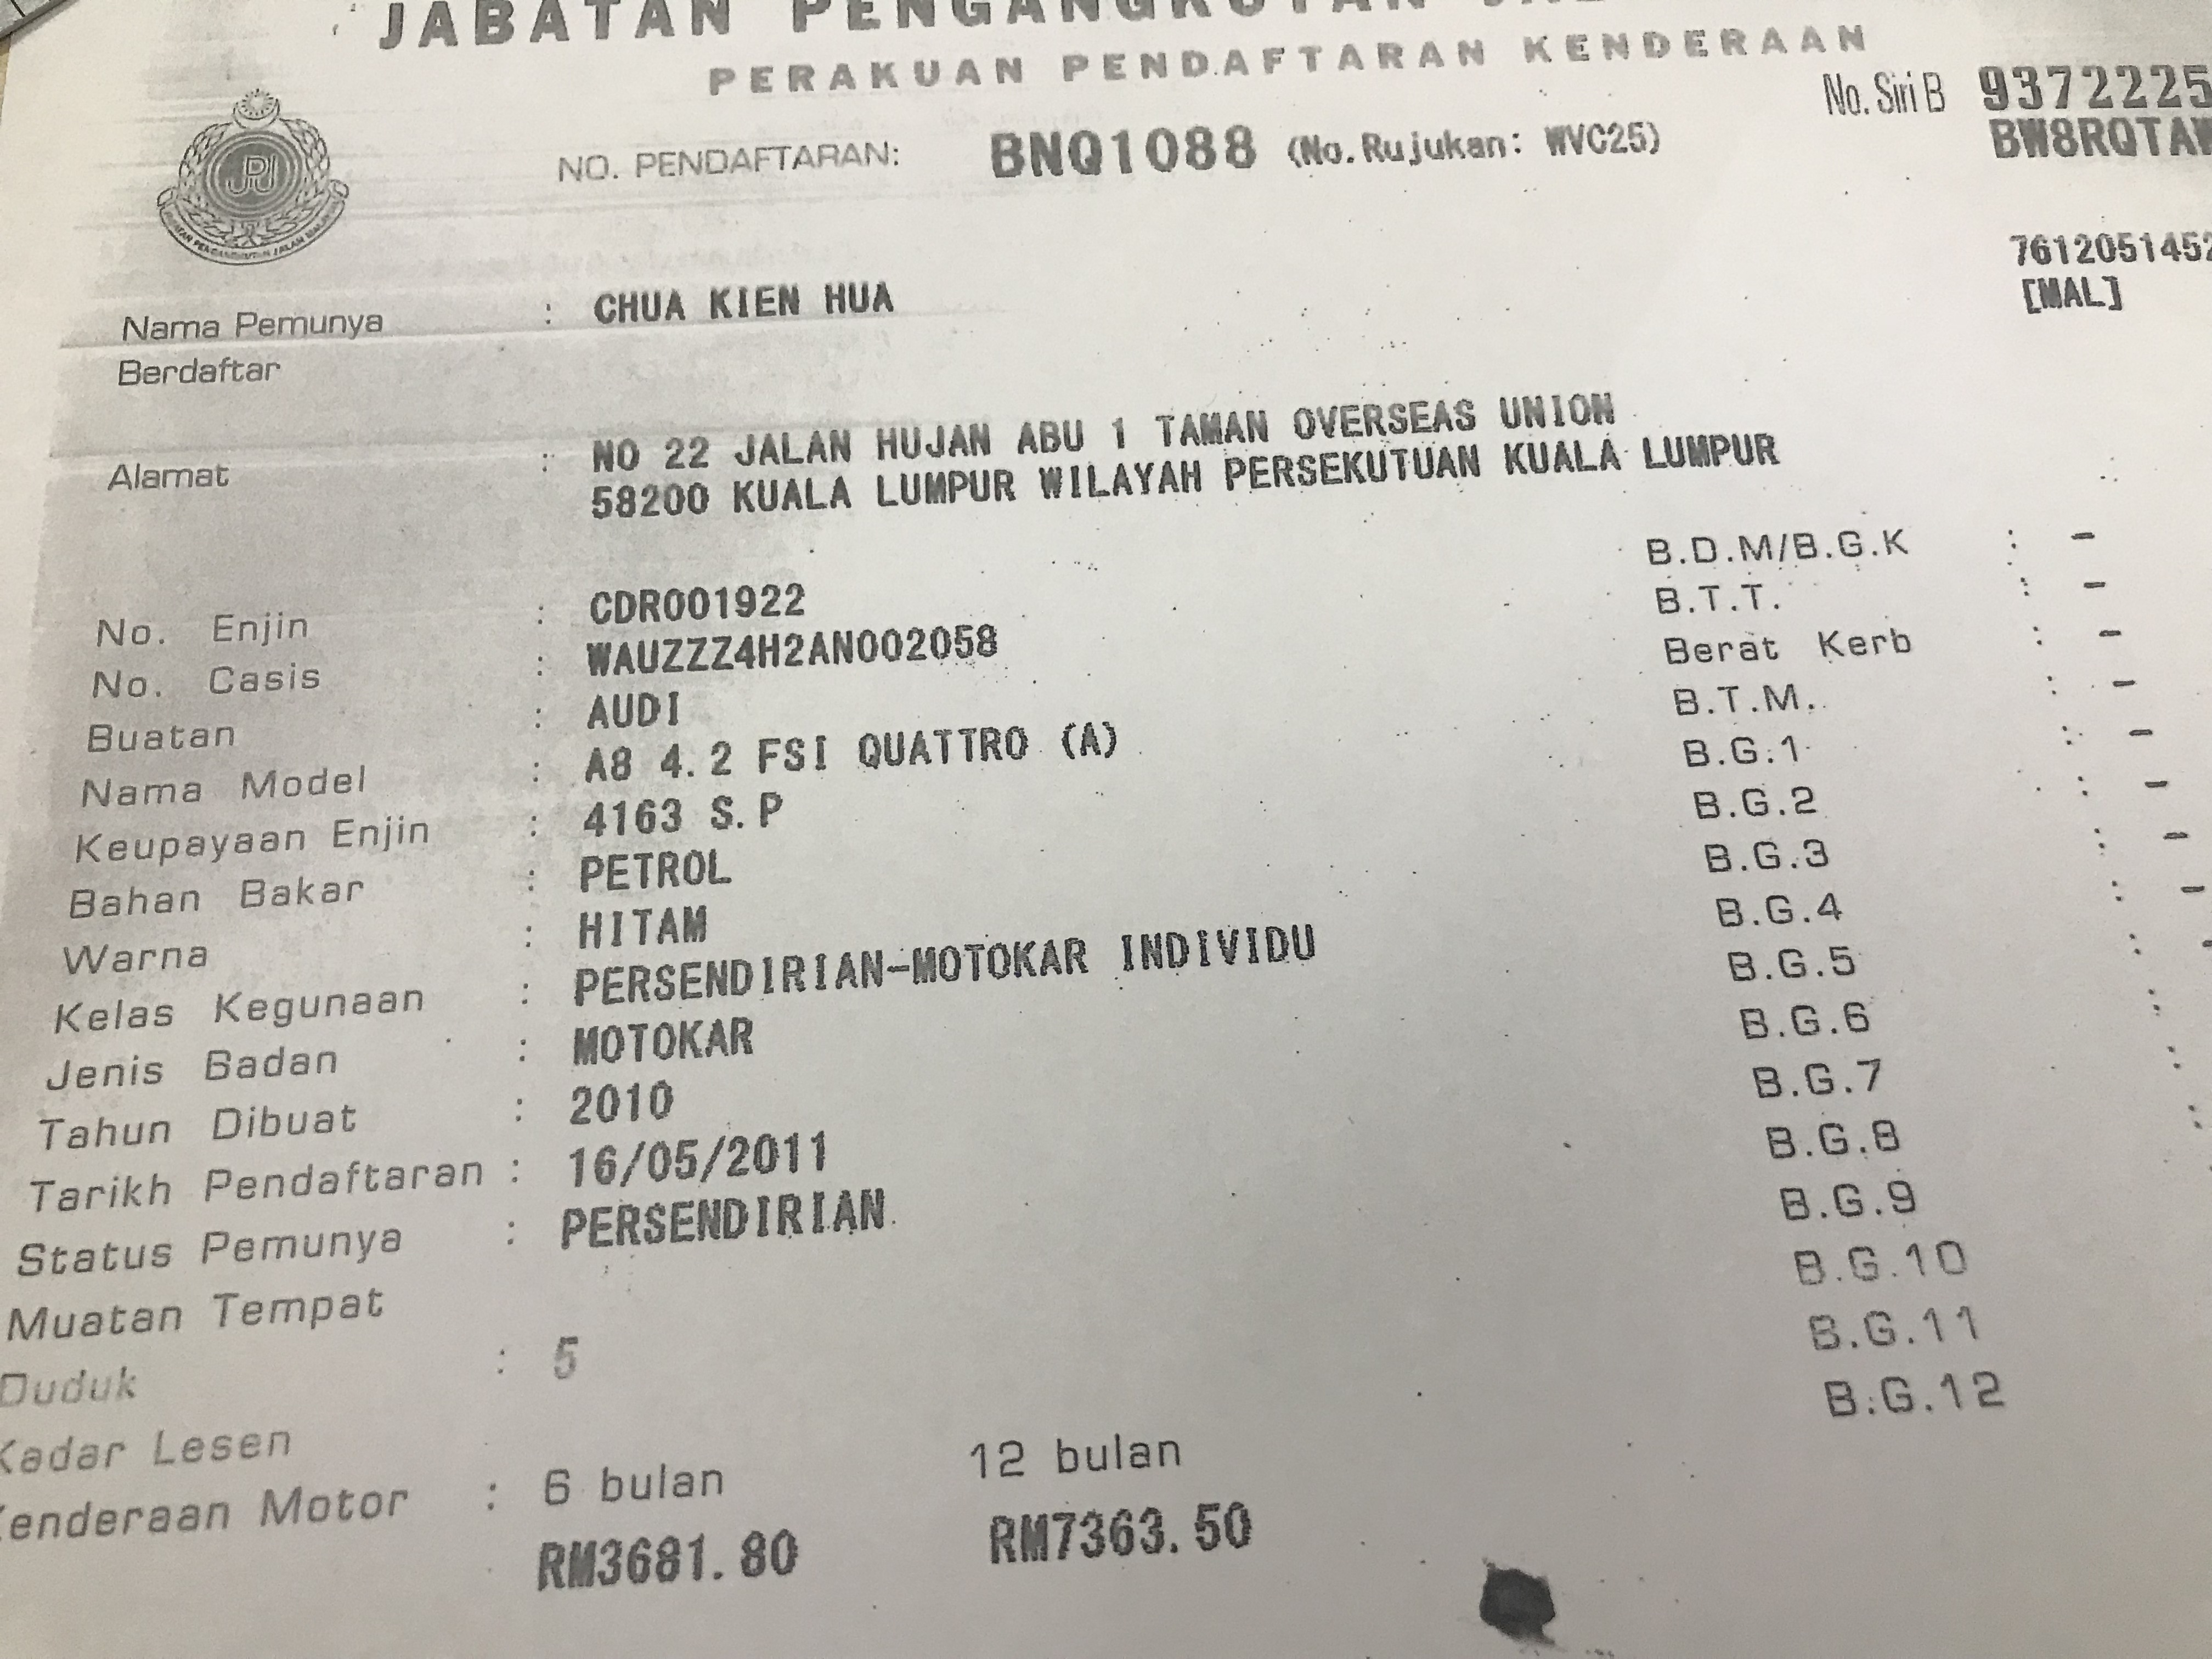 JABATAN PENGANGKUTAN
PERAKUAN PENDAFTARAN KENDERAAN
No. Siri B 9372225
NO. PENDAFTARAN: BNQ1088 (No.Rujukan: WVC25)
BW8RQTAW
JPJ
7612051452
Nama Pemunya : CHUA KIEN HUA
[MAL]
Berdaftar
Alamat : NO 22 JALAN HUJAN ABU 1 TAMAN OVERSEAS UNION
58200 KUALA LUMPUR WILAYAH PERSEKUTUAN KUALA LUMPUR
B.D.M/B.G.K : -
No. Enjin : CDR001922
B.T.T. : -
No. Casis : WAUZZZ4H2AN002058
Berat Kerb : -
Buatan : AUDI
B.T.M. : -
Nama Model : A8 4.2 FSI QUATTRO (A)
B.G.1 : -
Keupayaan Enjin : 4163 S.P
B.G.2 : -
Bahan Bakar : PETROL
B.G.3 : -
Warna : HITAM
B.G.4 : -
Kelas Kegunaan : PERSENDIRIAN-MOTOKAR INDIVIDU
B.G.5 : -
Jenis Badan : MOTOKAR
B.G.6 :
Tahun Dibuat : 2010
B.G.7 :
Tarikh Pendaftaran : 16/05/2011
B.G.8 :
Status Pemunya : PERSENDIRIAN
B.G.9
Muatan Tempat
B.G.10
Duduk : 5
B.G.11
B.G.12
Kadar Lesen
Kenderaan Motor : 6 bulan 12 bulan
RM3681.80 RM7363.50